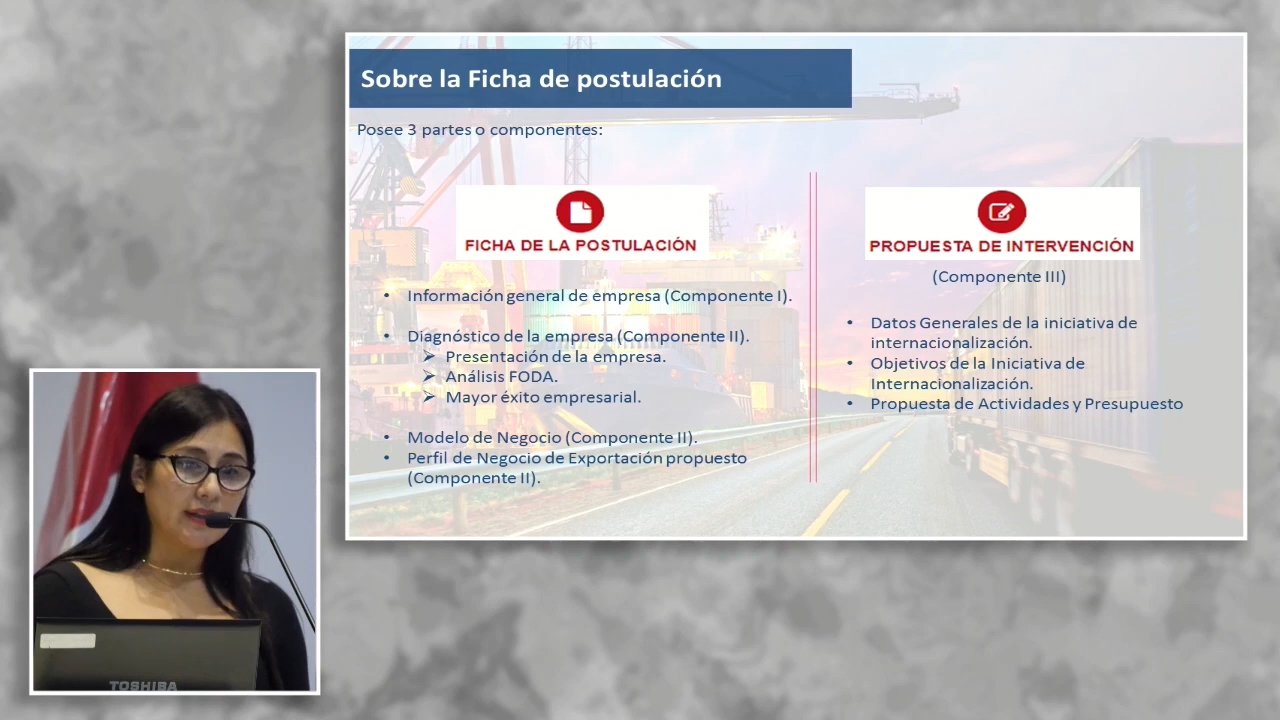 Sobre la Ficha de postulación
Posee 3 partes o componentes:
FICHA DE LA POSTULACIÓN
• Información general de empresa (Componente I).
• Diagnóstico de la empresa (Componente II).
➢ Presentación de la empresa.
➢ Análisis FODA.
➢ Mayor éxito empresarial.
• Modelo de Negocio (Componente II).
• Perfil de Negocio de Exportación propuesto
(Componente II).
PROPUESTA DE INTERVENCIÓN
(Componente III)
• Datos Generales de la iniciativa de
internacionalización.
• Objetivos de la Iniciativa de
Internacionalización.
• Propuesta de Actividades y Presupuesto
TOSHIBA